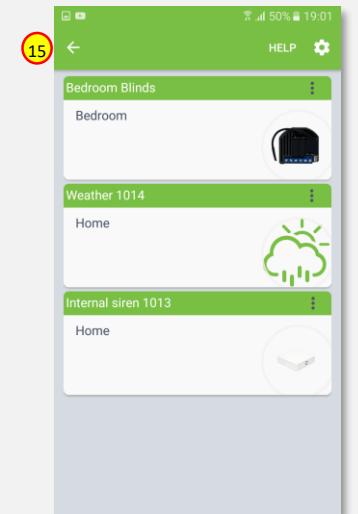 50% 19:01
15
HELP
Bedroom Blinds
Bedroom
Weather 1014
Home
Internal siren 1013
Home